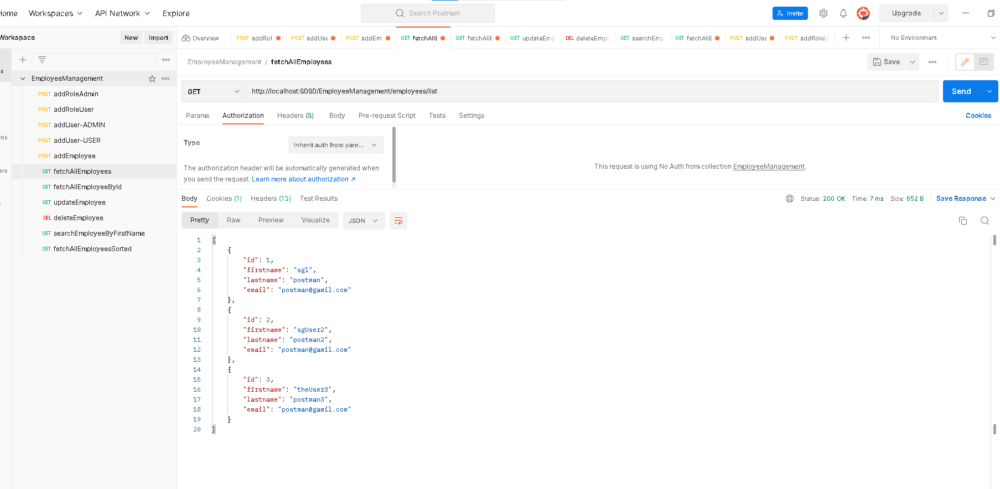 Home Workspaces API Network Explore Search Postman Invite Upgrade
Workspace New Import
Overview POST addRol POST addUse POST addEm GET fetchAllE GET fetchAllE GET updateEmp DEL deleteEmpl GET searchEmp GET fetchAllE POST addUse POST addRoleU No Environment
EmployeeManagement / fetchAllEmployees Save
EmployeeManagement
POST addRoleAdmin
POST addRoleUser
POST addUser-ADMIN
POST addUser-USER
POST addEmployee
GET fetchAllEmployees
GET fetchAllEmployeeById
GET updateEmployee
DEL deleteEmployee
GET searchEmployeeByFirstName
GET fetchAllEmployeesSorted
GET http://localhost:8080/EmployeeManagement/employees/list Send
Params Authorization Headers (8) Body Pre-request Script Tests Settings Cookies
Type Inherit auth from pare...
The authorization header will be automatically generated when
you send the request. Learn more about authorization ↗
This request is using No Auth from collection EmployeeManagement.
Body Cookies (1) Headers (13) Test Results Status: 200 OK Time: 7 ms Size: 652 B Save Response
Pretty Raw Preview Visualize JSON
1 [
2 {
3 "id": 1,
4 "firstname": "sgl",
5 "lastname": "postman",
6 "email": "postman@gamil.com"
7 },
8 {
9 "id": 2,
10 "firstname": "sgUser2",
11 "lastname": "postman2",
12 "email": "postman@gamil.com"
13 },
14 {
15 "id": 3,
16 "firstname": "theUser3",
17 "lastname": "postman3",
18 "email": "postman@gamil.com"
19 }
20 ]